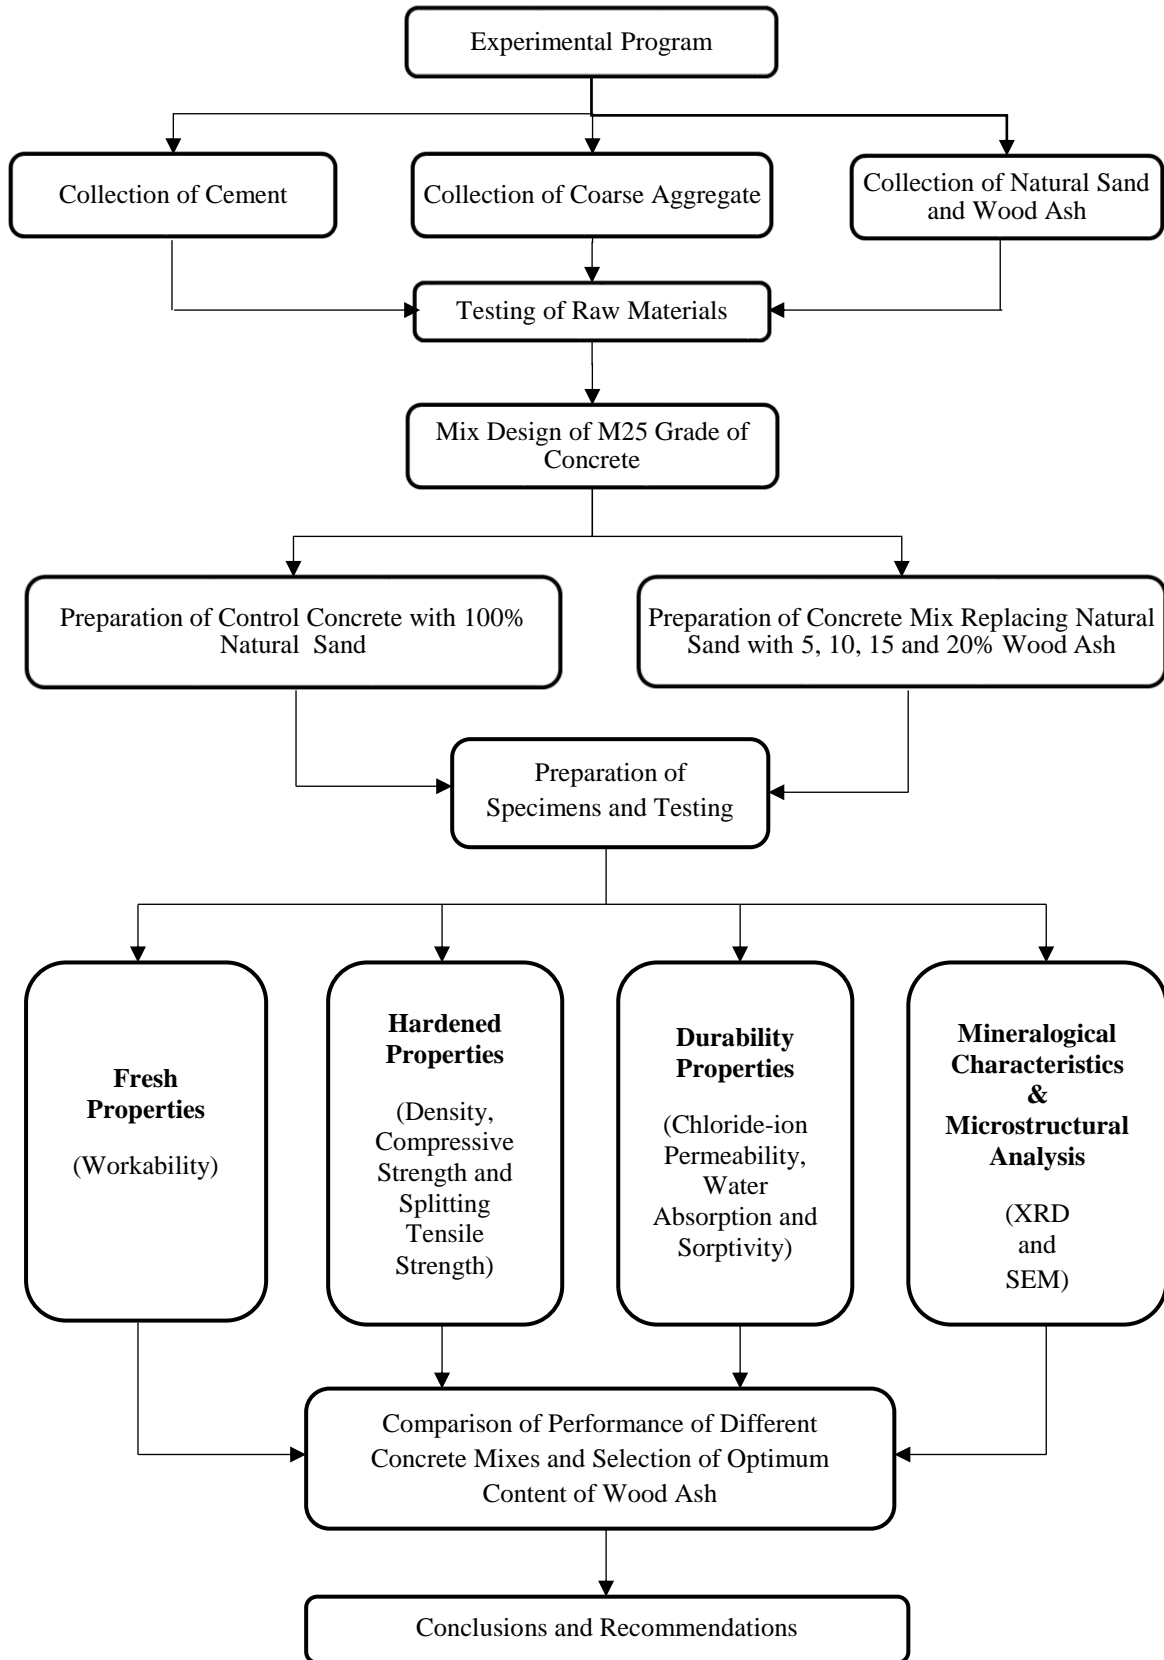 Experimental Program
Collection of Cement
Collection of Coarse Aggregate
Collection of Natural Sand
and Wood Ash
Testing of Raw Materials
Mix Design of M25 Grade of
Concrete
Preparation of Control Concrete with 100%
Natural Sand
Preparation of Concrete Mix Replacing Natural
Sand with 5, 10, 15 and 20% Wood Ash
Preparation of
Specimens and Testing
Fresh
Properties
(Workability)
Hardened
Properties
(Density,
Compressive
Strength and
Splitting
Tensile
Strength)
Durability
Properties
(Chloride-ion
Permeability,
Water
Absorption and
Sorptivity)
Mineralogical
Characteristics
&
Microstructural
Analysis
(XRD
and
SEM)
Comparison of Performance of Different
Concrete Mixes and Selection of Optimum
Content of Wood Ash
Conclusions and Recommendations